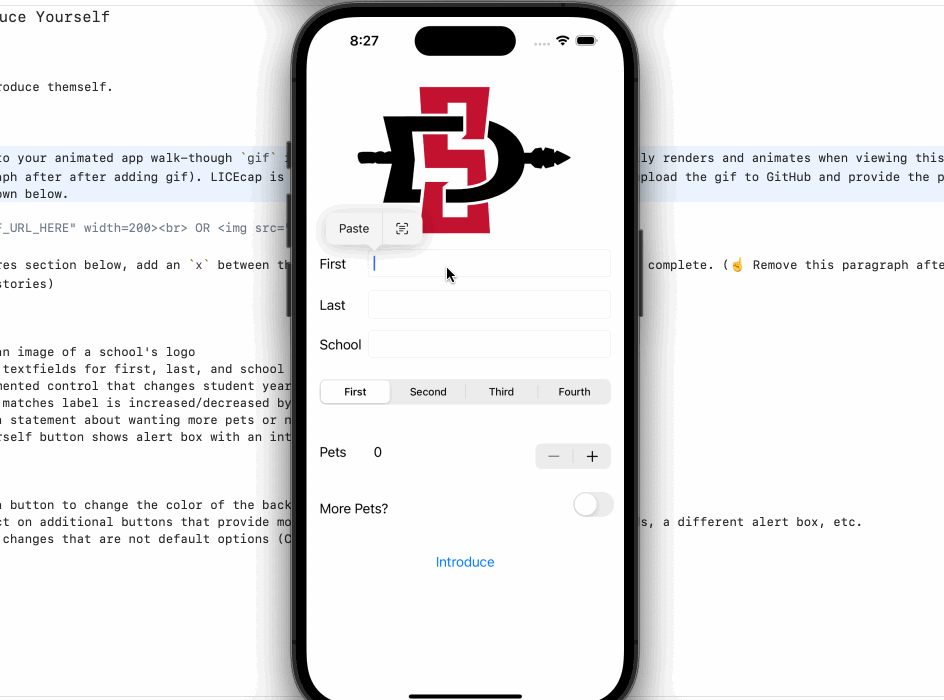 uce Yourself
8:27
roduce themself.
SD
to your animated app walk-though `gif`
ly renders and animates when viewing this
aph after after adding gif). LICEcap is
pload the gif to GitHub and provide the p
own below.
F_URL_HERE" width=200><br> OR <img src="
Paste
First
res section below, add an `x` between th
complete. (☝️ Remove this paragraph afte
stories)
Last
School
an image of a school's logo
textfields for first, last, and school
mented control that changes student year
First Second Third Fourth
matches label is increased/decreased by
a statement about wanting more pets or n
rself button shows alert box with an int
Pets 0 − +
More Pets?
n button to change the color of the back
ct on additional buttons that provide mo
s, a different alert box, etc.
changes that are not default options (C
Introduce